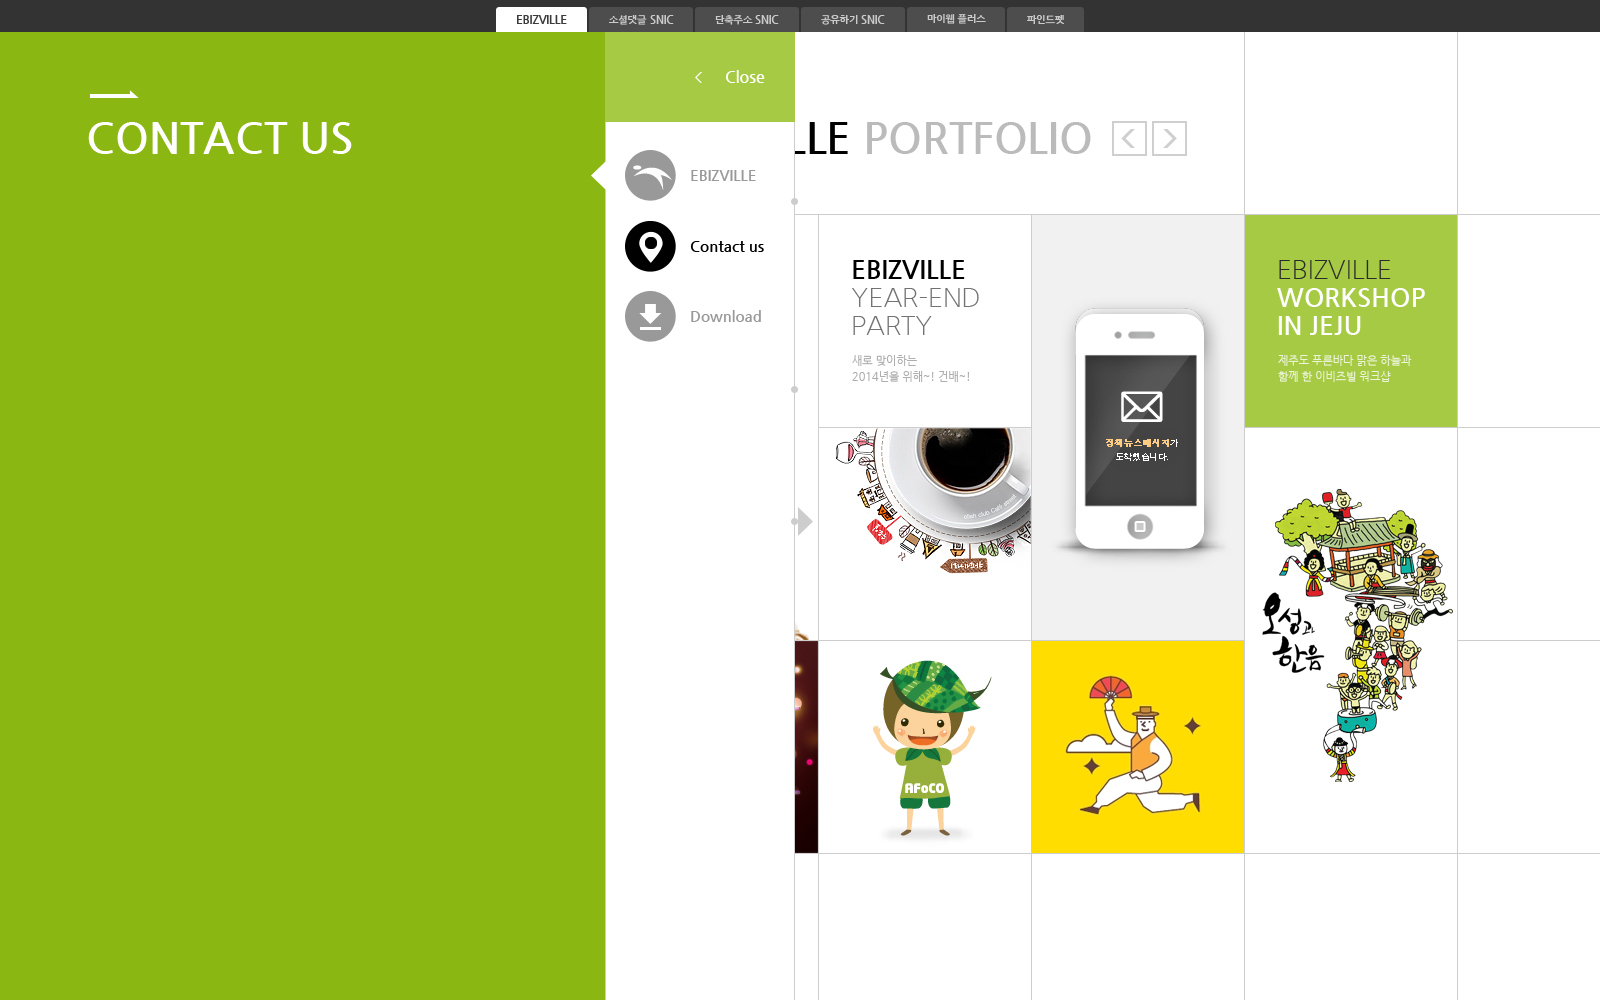 EBIZVILLE
소셜댓글 SNIC
단축주소 SNIC
공유하기 SNIC
마이웹 플러스
파인드펫
CONTACT US
Close
EBIZVILLE
Contact us
Download
LLE PORTFOLIO
EBIZVILLE
YEAR-END
PARTY
새로 맞이하는
2014년을 위해~! 건배~!
정책뉴스메시지가
도착했습니다.
EBIZVILLE
WORKSHOP
IN JEJU
제주도 푸른바다 맑은 하늘과
함께 한 이비즈빌 워크샵
오성과
한음
AFoCO